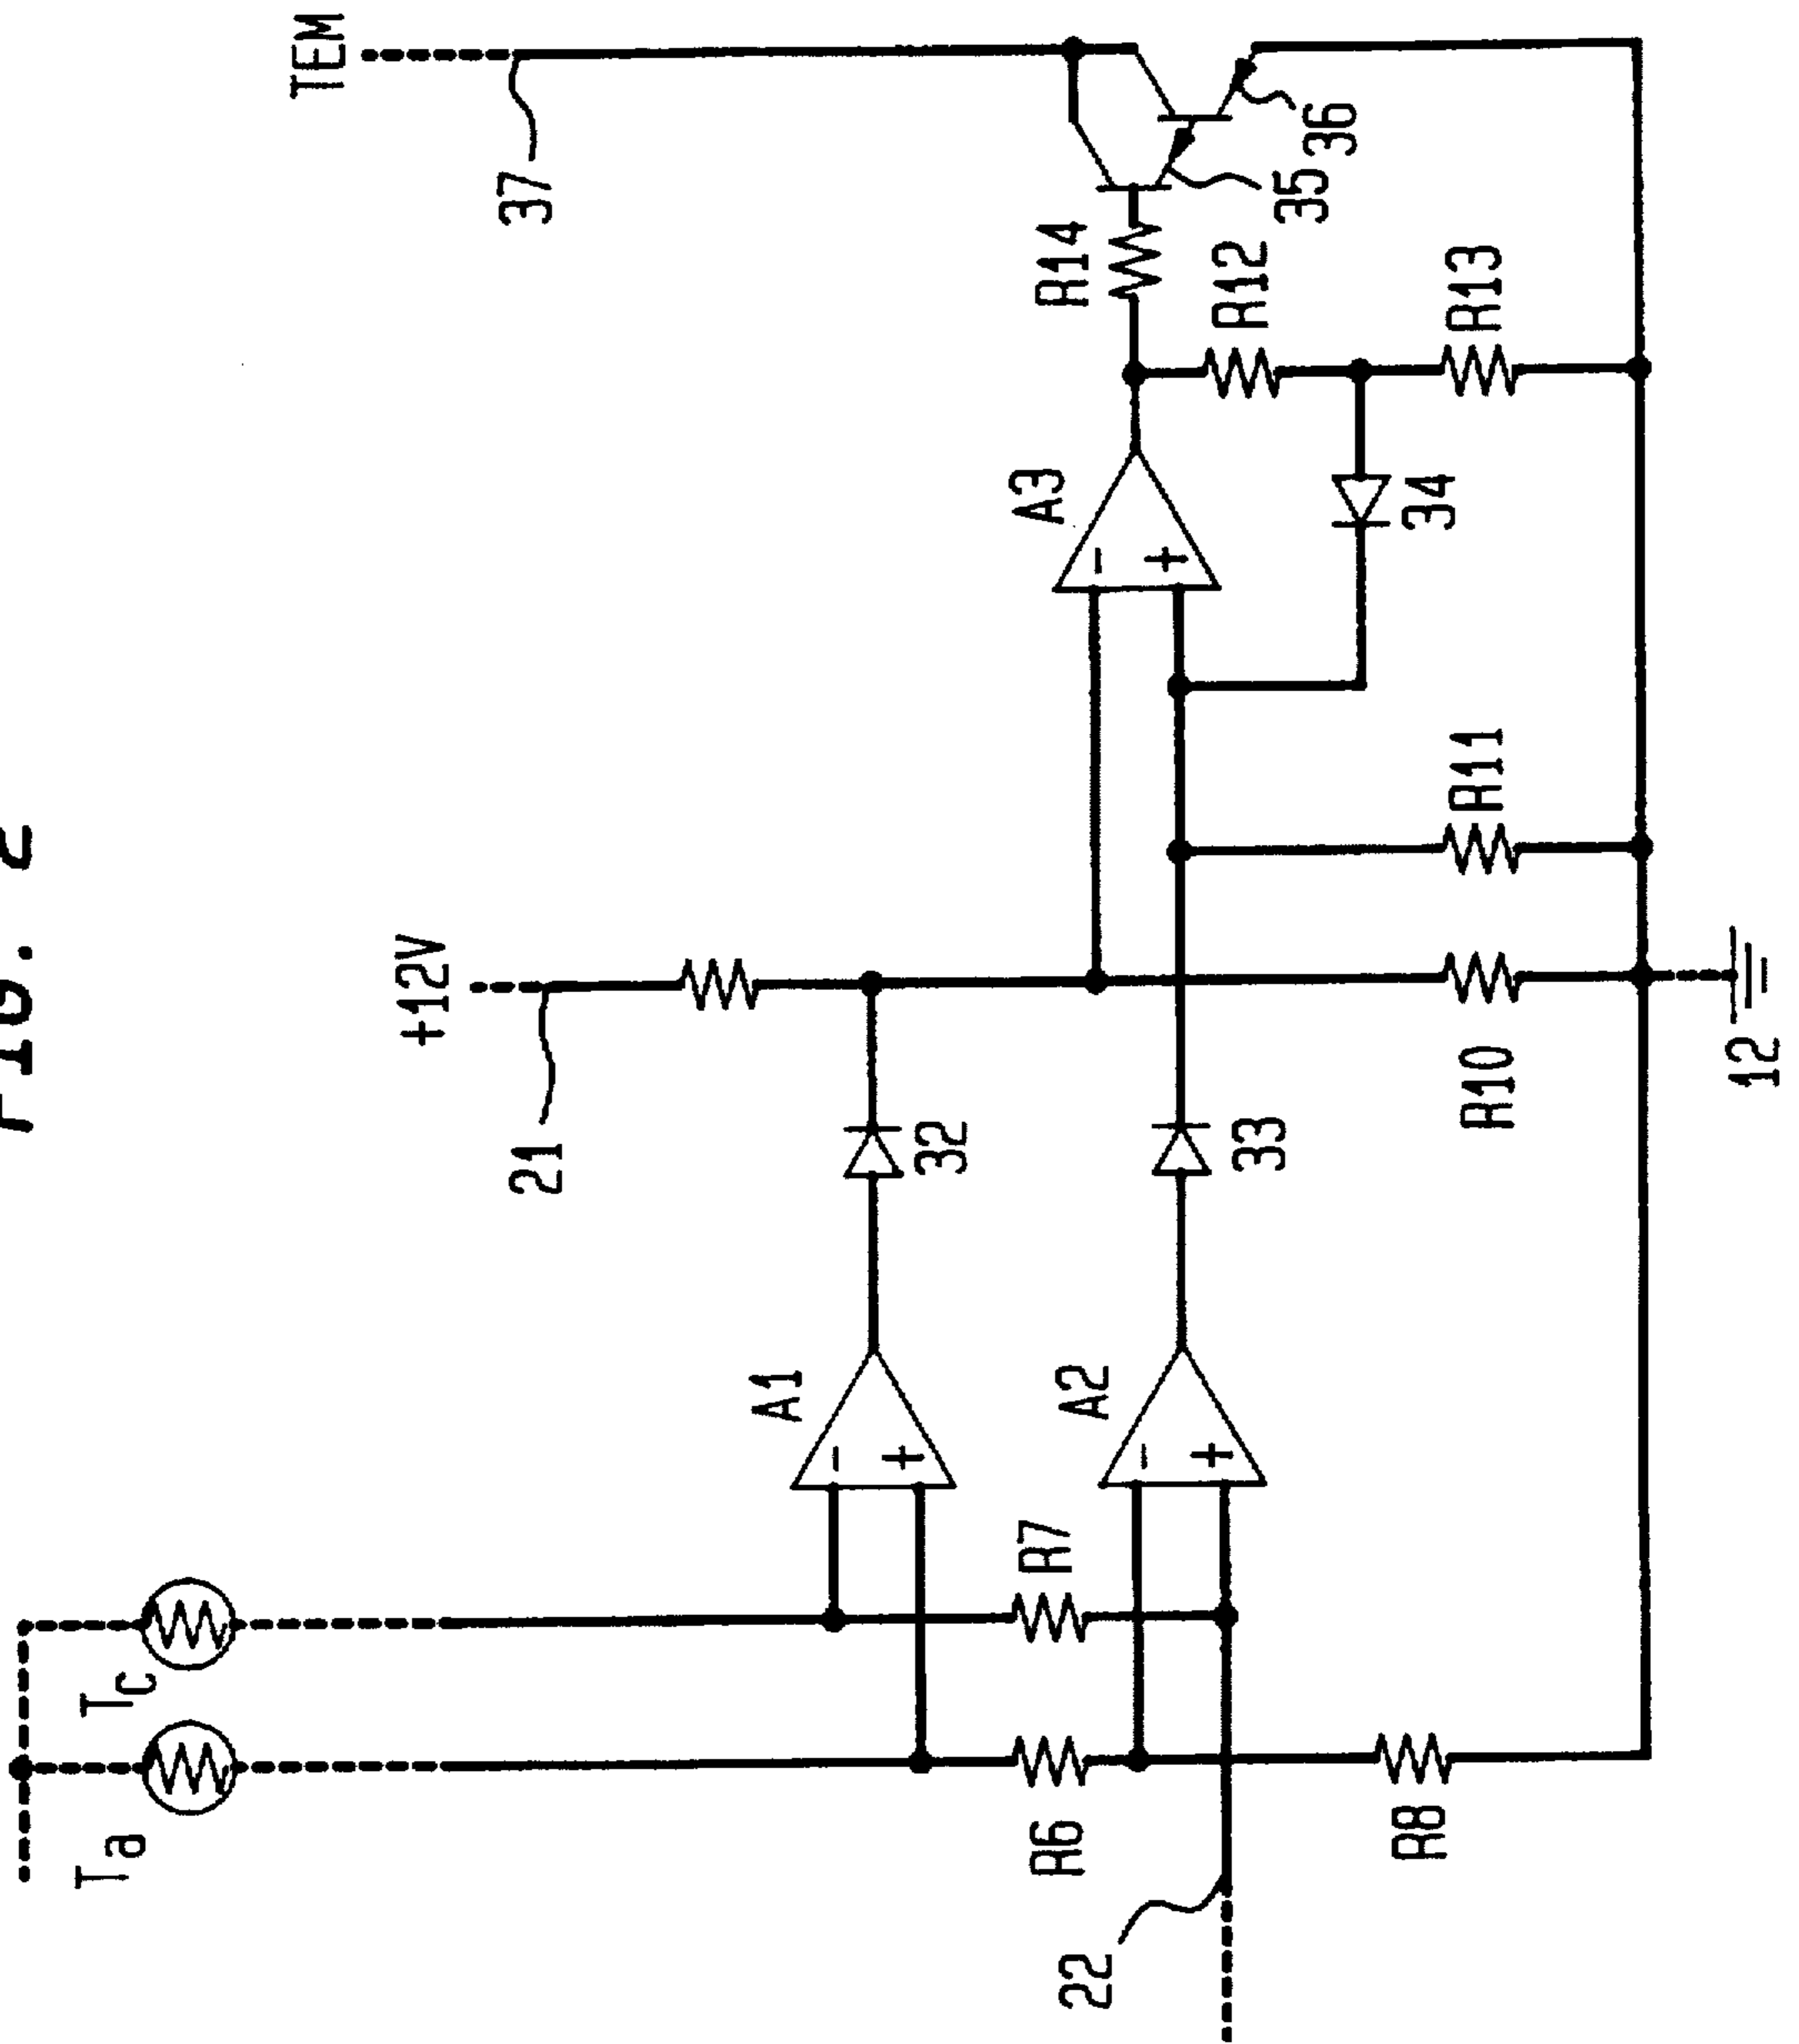 FIG. 2
TEM
37
+12V
21
Ta
Tc
R14
35
36
A3
-
+
R12
R13
34
A1
-
+
32
R11
R7
A2
-
+
33
R6
R10
22
R8
12